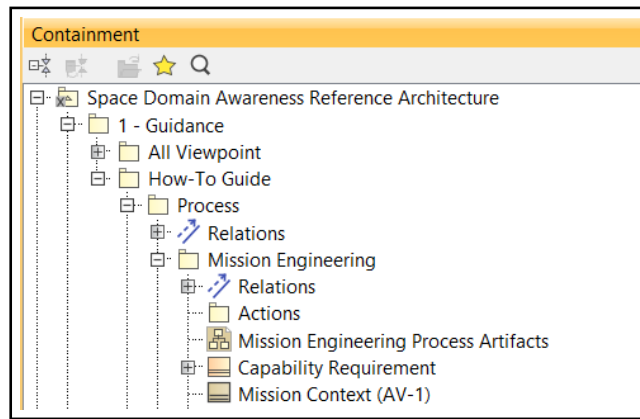 Containment
Space Domain Awareness Reference Architecture
1 - Guidance
All Viewpoint
How-To Guide
Process
Relations
Mission Engineering
Relations
Actions
Mission Engineering Process Artifacts
Capability Requirement
Mission Context (AV-1)